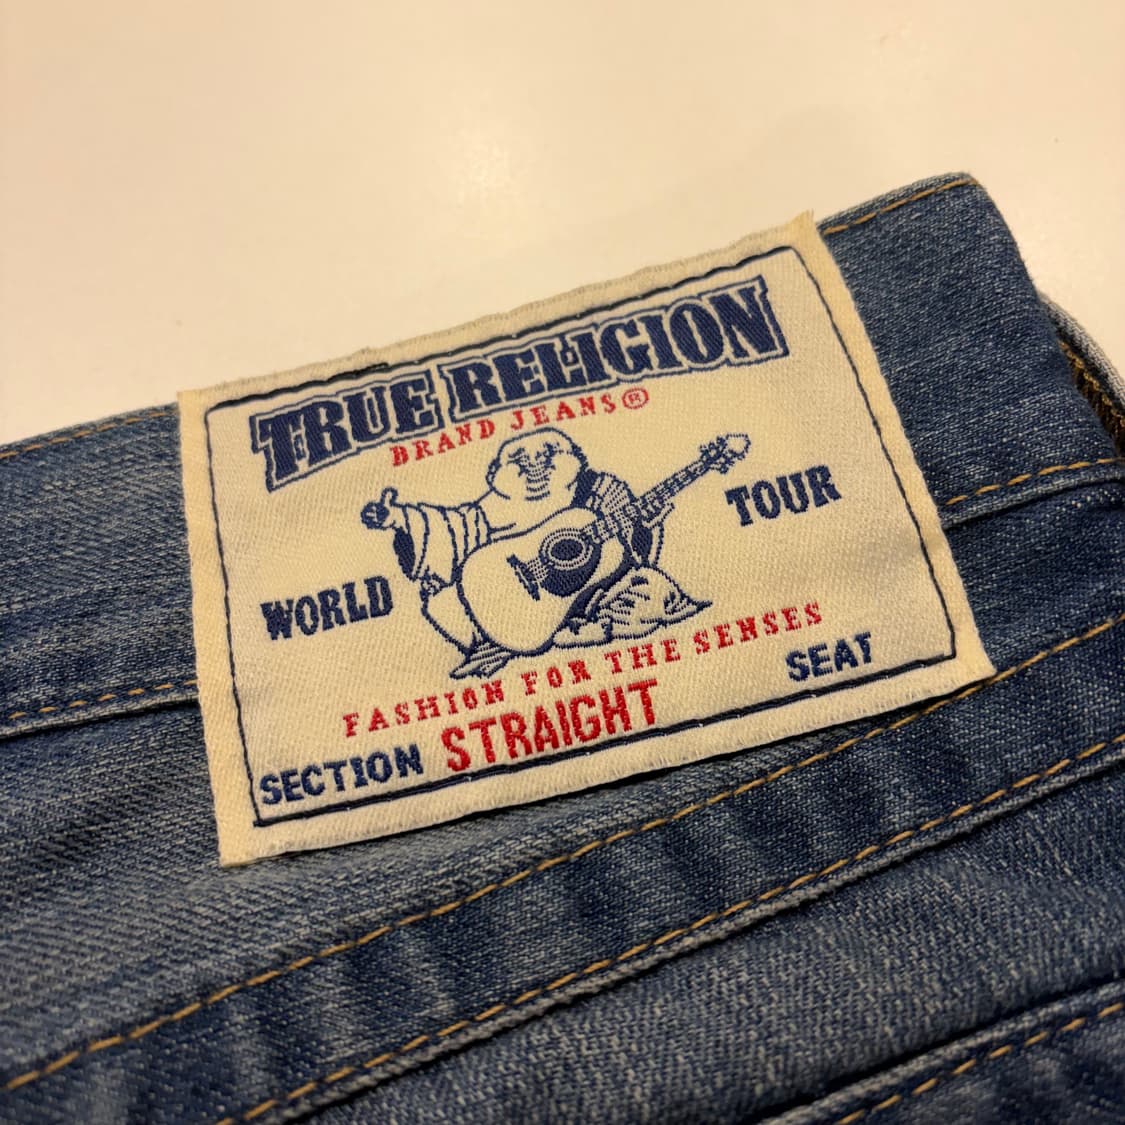 TRUE RELIGION
BRAND JEANS®
WORLD TOUR
FASHION FOR THE SENSES
SECTION STRAIGHT SEAT